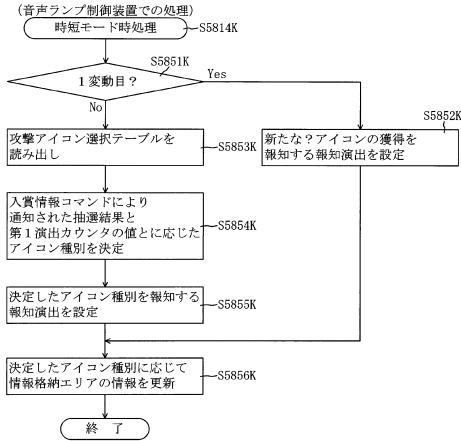 (音声ランプ制御装置での処理)
時短モード時処理
S5814K
S5851K
1変動目?
Yes
No
S5852K
攻撃アイコン選択テーブルを
読み出し
S5853K
新たな?アイコンの獲得を
報知する報知演出を設定
入賞情報コマンドにより
通知された抽選結果と
第1演出カウンタの値とに応じた
アイコン種別を決定
S5854K
決定したアイコン種別を報知する
報知演出を設定
S5855K
決定したアイコン種別に応じて
情報格納エリアの情報を更新
S5856K
終 了